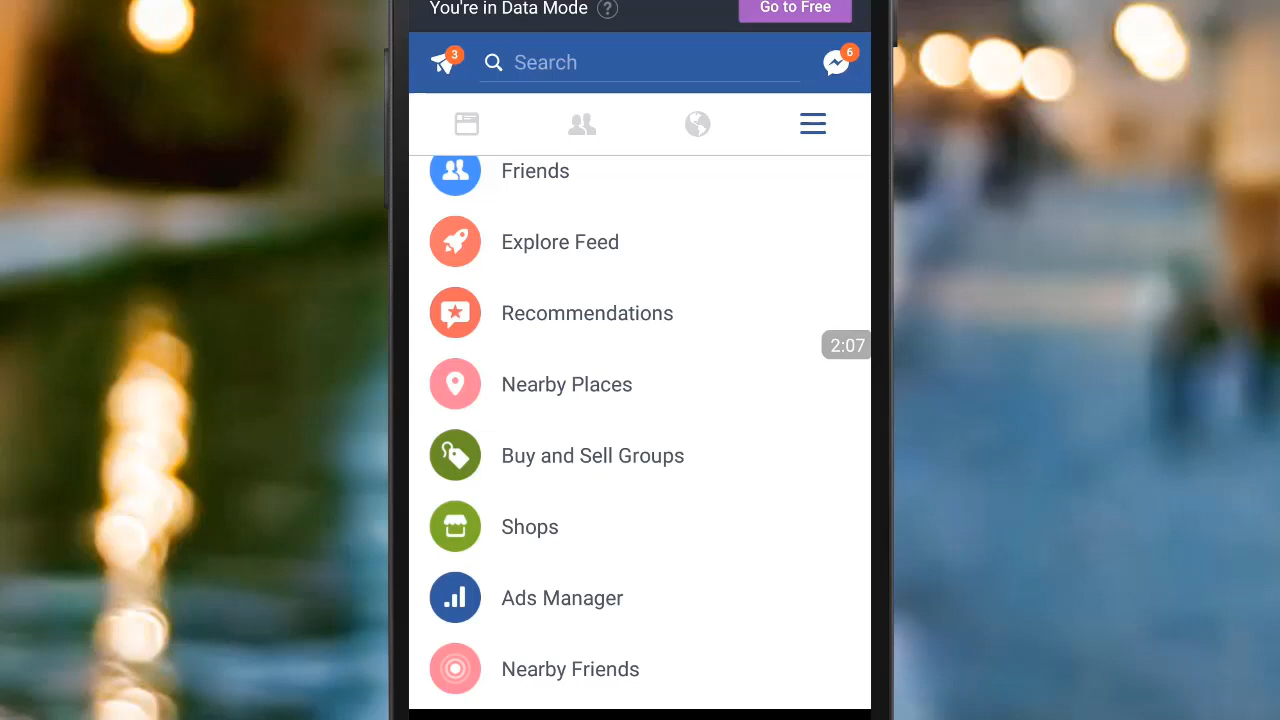 You're in Data Mode ?
Go to Free
3
Search
6
Friends
Explore Feed
Recommendations
2:07
Nearby Places
Buy and Sell Groups
Shops
Ads Manager
Nearby Friends